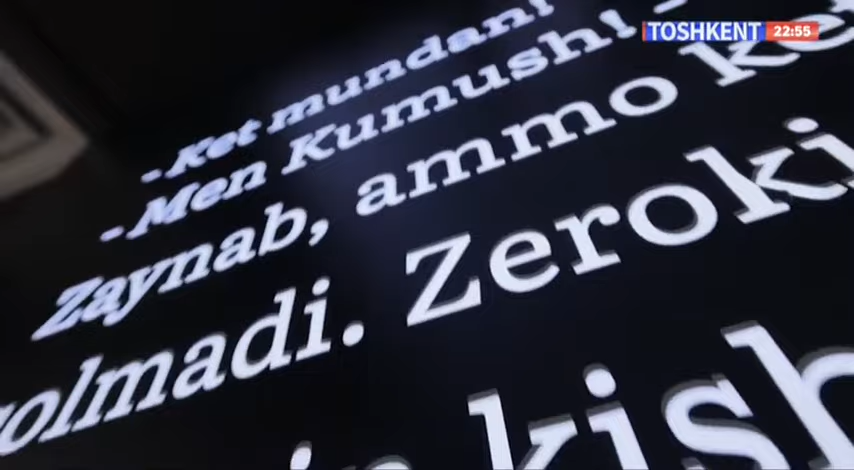 TOSHKENT 22:55
- Ket mundan!
- Men Kumush! -
Zaynab, ammo
olmadi. Zeroki
kish